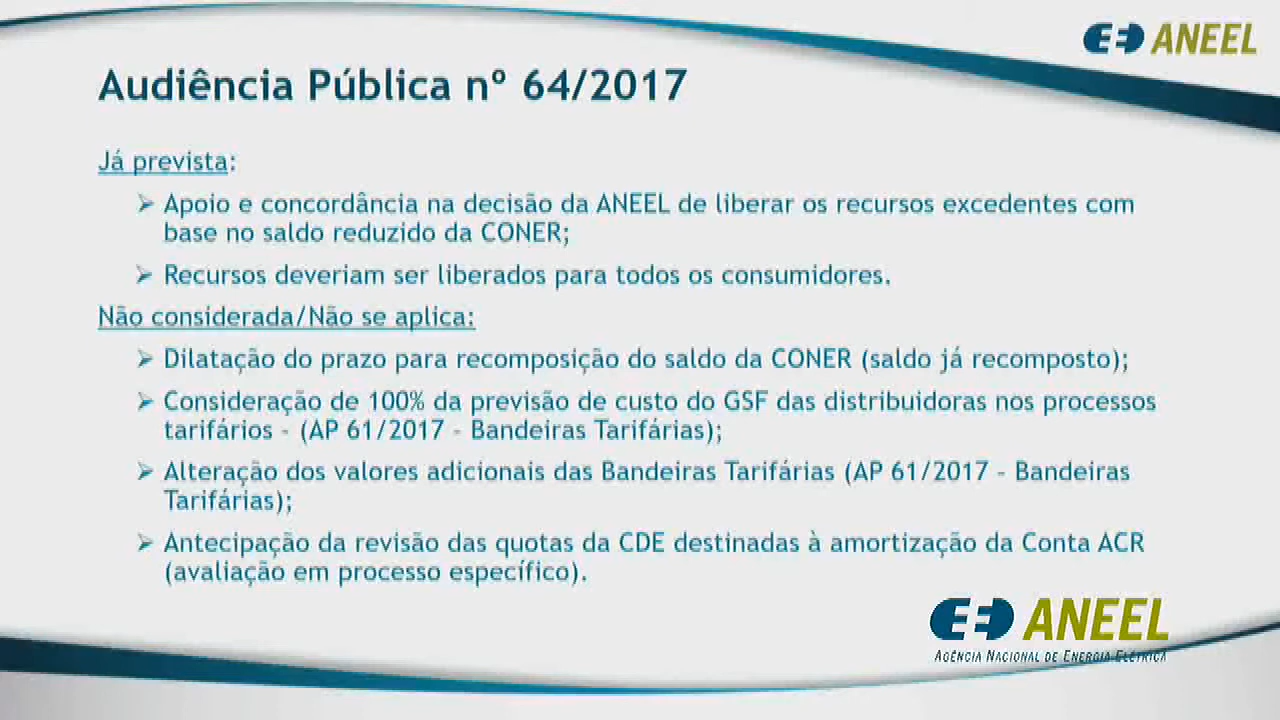 ANEEL
Audiência Pública nº 64/2017
Já prevista:
➢ Apoio e concordância na decisão da ANEEL de liberar os recursos excedentes com
base no saldo reduzido da CONER;
➢ Recursos deveriam ser liberados para todos os consumidores.
Não considerada/Não se aplica:
➢ Dilatação do prazo para recomposição do saldo da CONER (saldo já recomposto);
➢ Consideração de 100% da previsão de custo do GSF das distribuidoras nos processos
tarifários - (AP 61/2017 - Bandeiras Tarifárias);
➢ Alteração dos valores adicionais das Bandeiras Tarifárias (AP 61/2017 - Bandeiras
Tarifárias);
➢ Antecipação da revisão das quotas da CDE destinadas à amortização da Conta ACR
(avaliação em processo específico).
ANEEL
AGÊNCIA NACIONAL DE ENERGIA ELÉTRICA